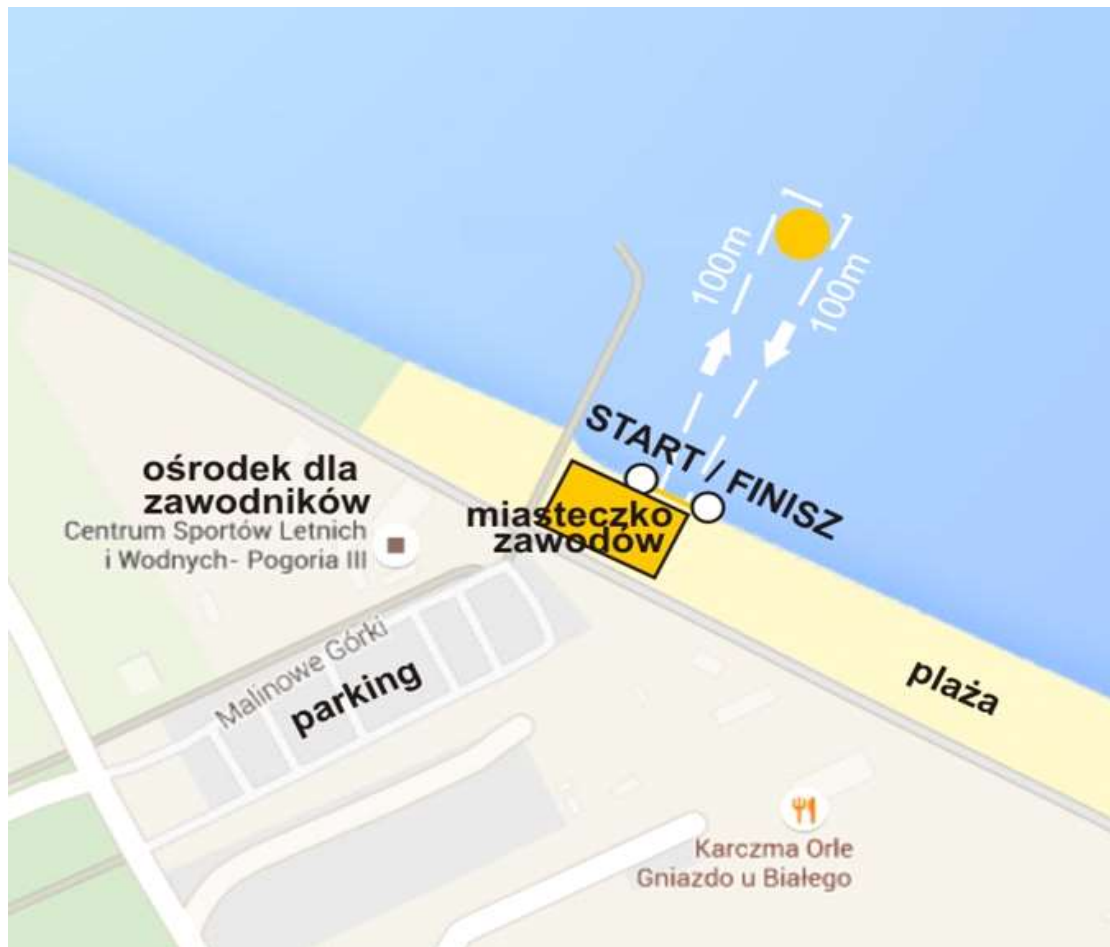 100m
100m
START / FINISZ
ośrodek dla
zawodników
Centrum Sportów Letnich
i Wodnych- Pogoria III
miasteczko
zawodów
Malinowe Górki
parking
plaża
Karczma Orle
Gniazdo u Białego